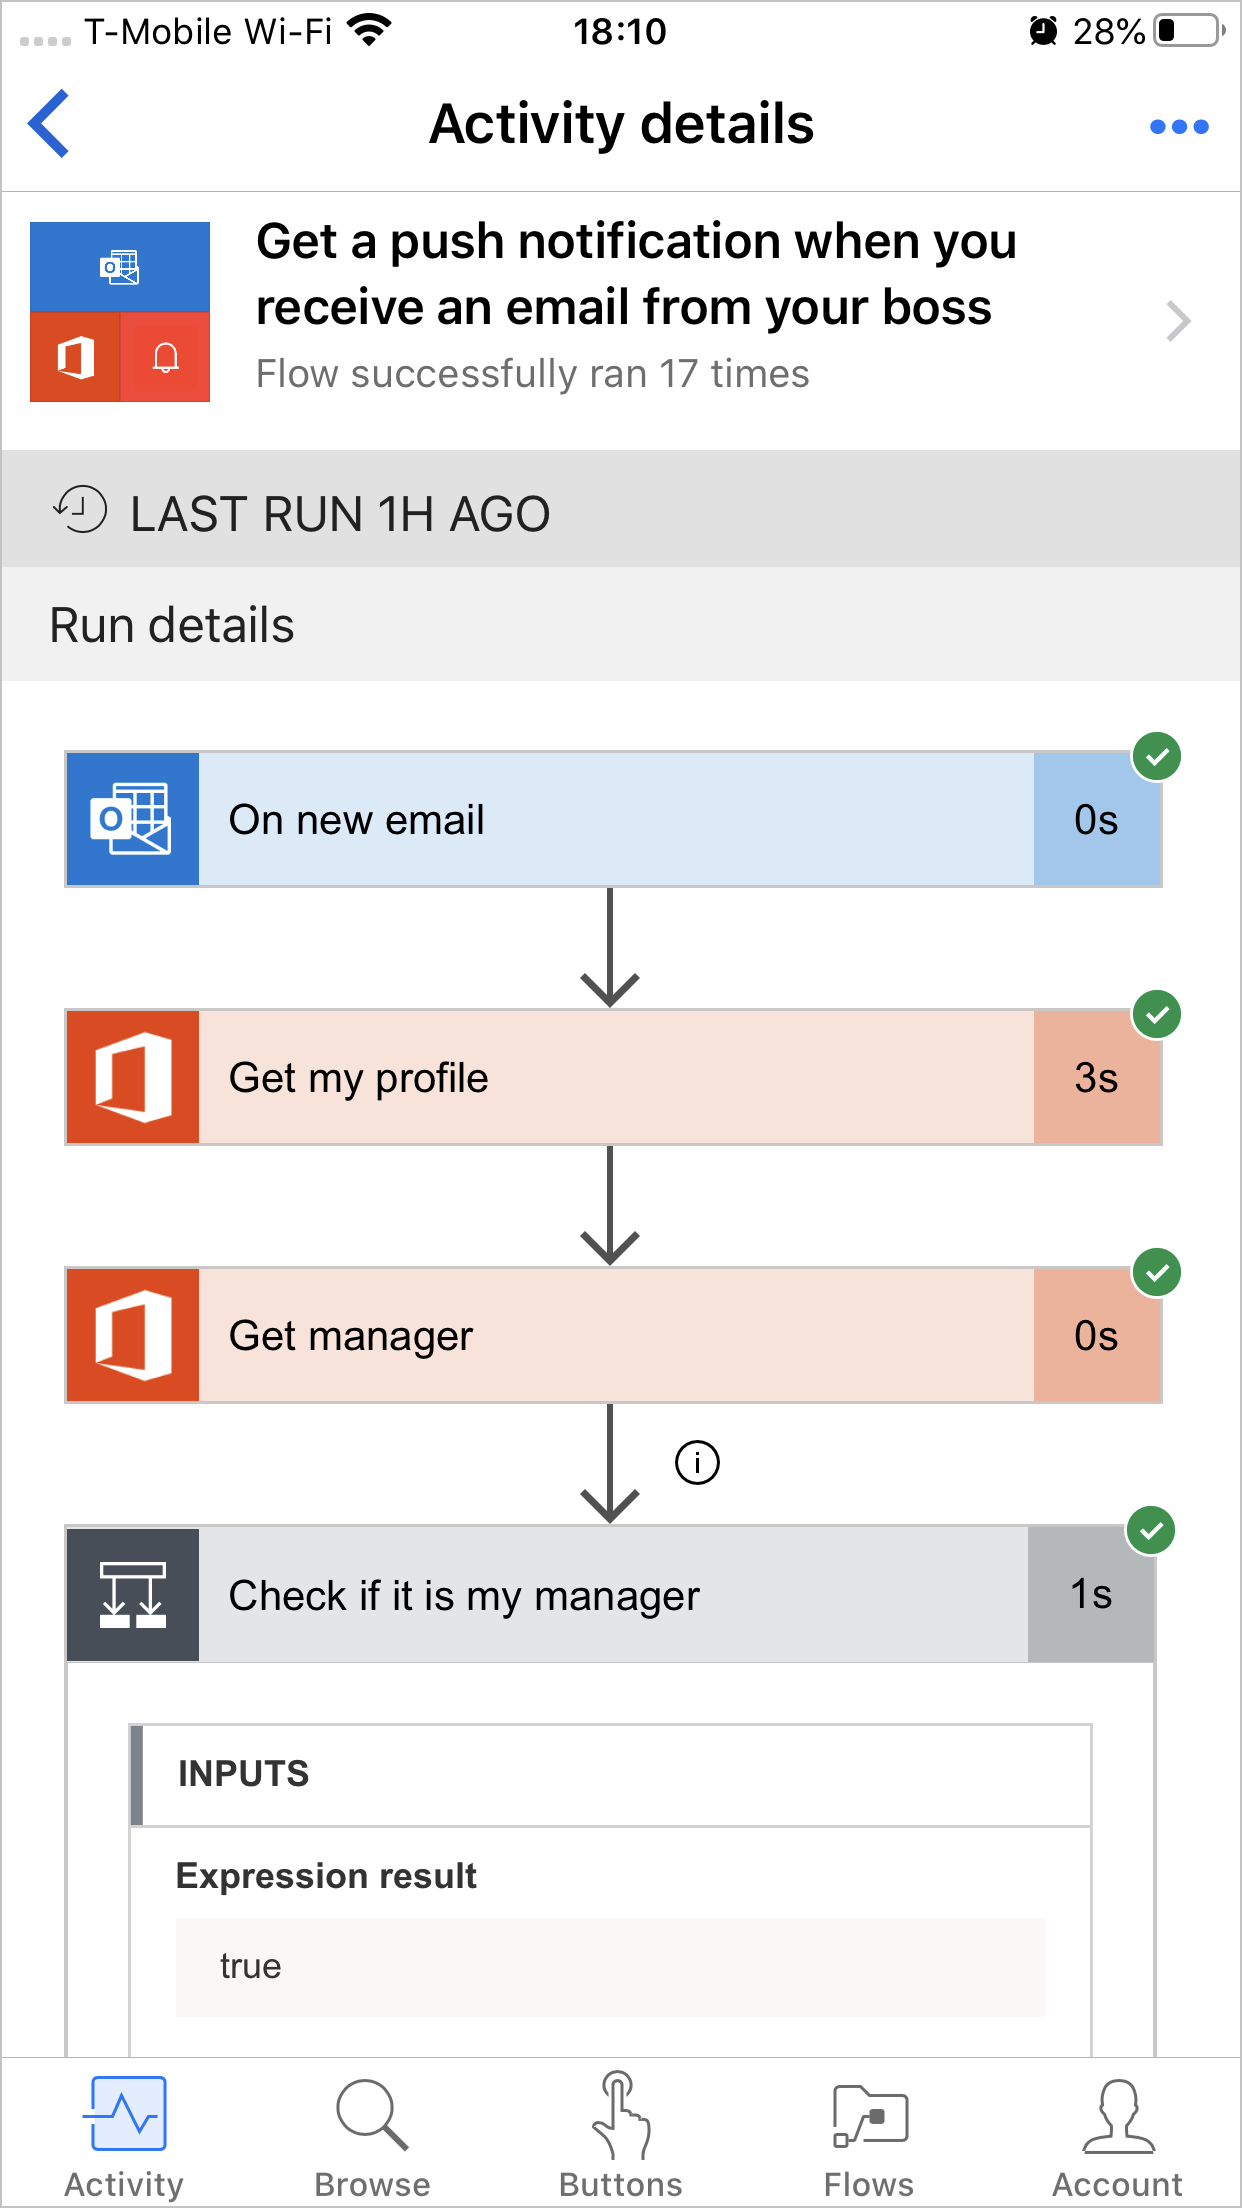 T-Mobile Wi-Fi 18:10 28%
Activity details
Get a push notification when you
receive an email from your boss
Flow successfully ran 17 times
LAST RUN 1H AGO
Run details
On new email 0s
Get my profile 3s
Get manager 0s
Check if it is my manager 1s
INPUTS
Expression result
true
Activity Browse Buttons Flows Account